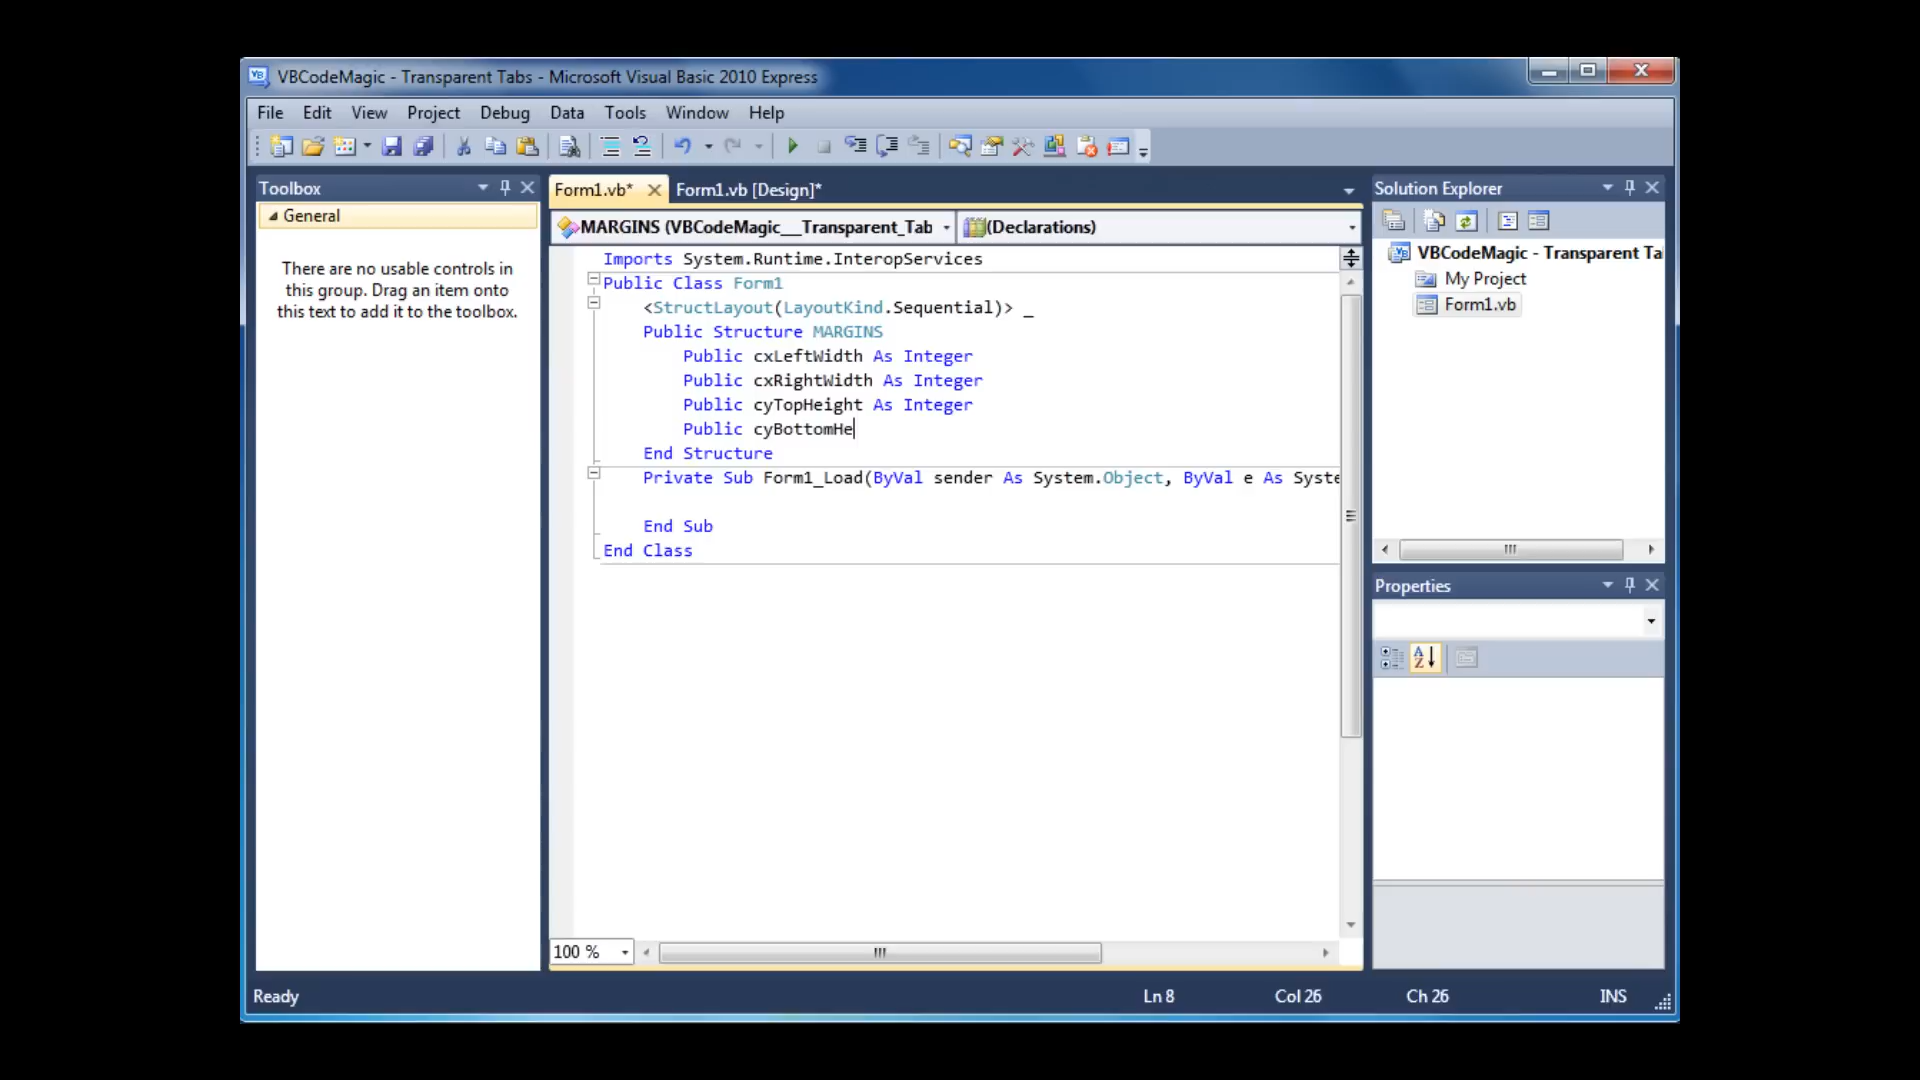 VBCodeMagic - Transparent Tabs - Microsoft Visual Basic 2010 Express
File Edit View Project Debug Data Tools Window Help
Toolbox
General
There are no usable controls in
this group. Drag an item onto
this text to add it to the toolbox.
Form1.vb* Form1.vb [Design]*
MARGINS (VBCodeMagic__Transparent_Tab (Declarations)
Imports System.Runtime.InteropServices
Public Class Form1
<StructLayout(LayoutKind.Sequential)> _
Public Structure MARGINS
Public cxLeftWidth As Integer
Public cxRightWidth As Integer
Public cyTopHeight As Integer
Public cyBottomHe
End Structure
Private Sub Form1_Load(ByVal sender As System.Object, ByVal e As Syste
End Sub
End Class
100 %
Solution Explorer
VBCodeMagic - Transparent Ta
My Project
Form1.vb
Properties
Ready Ln 8 Col 26 Ch 26 INS